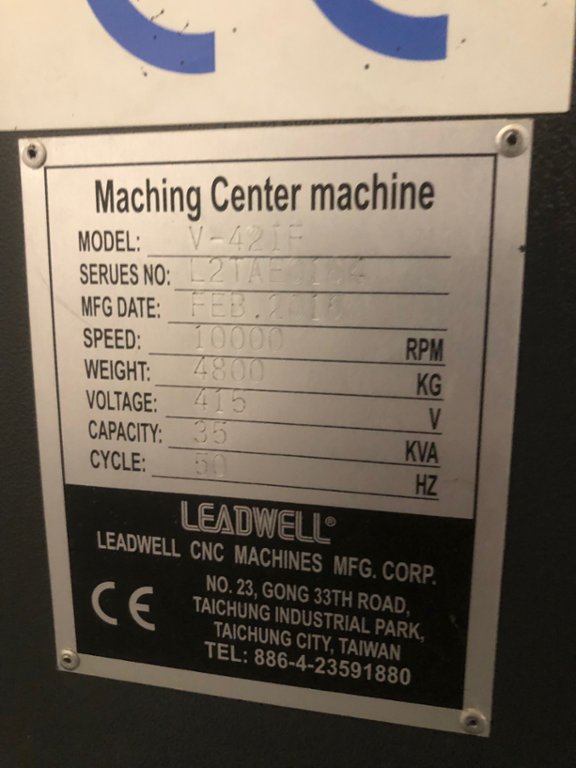 Maching Center machine
MODEL: V-42IF
SERUES NO:
MFG DATE: FEB.2018
SPEED: 10000 RPM
WEIGHT: 4800 KG
VOLTAGE: 415 V
CAPACITY: 35 KVA
CYCLE: 50 HZ
LEADWELL®
LEADWELL CNC MACHINES MFG. CORP.
CE
NO. 23, GONG 33TH ROAD,
TAICHUNG INDUSTRIAL PARK,
TAICHUNG CITY, TAIWAN
TEL: 886-4-23591880